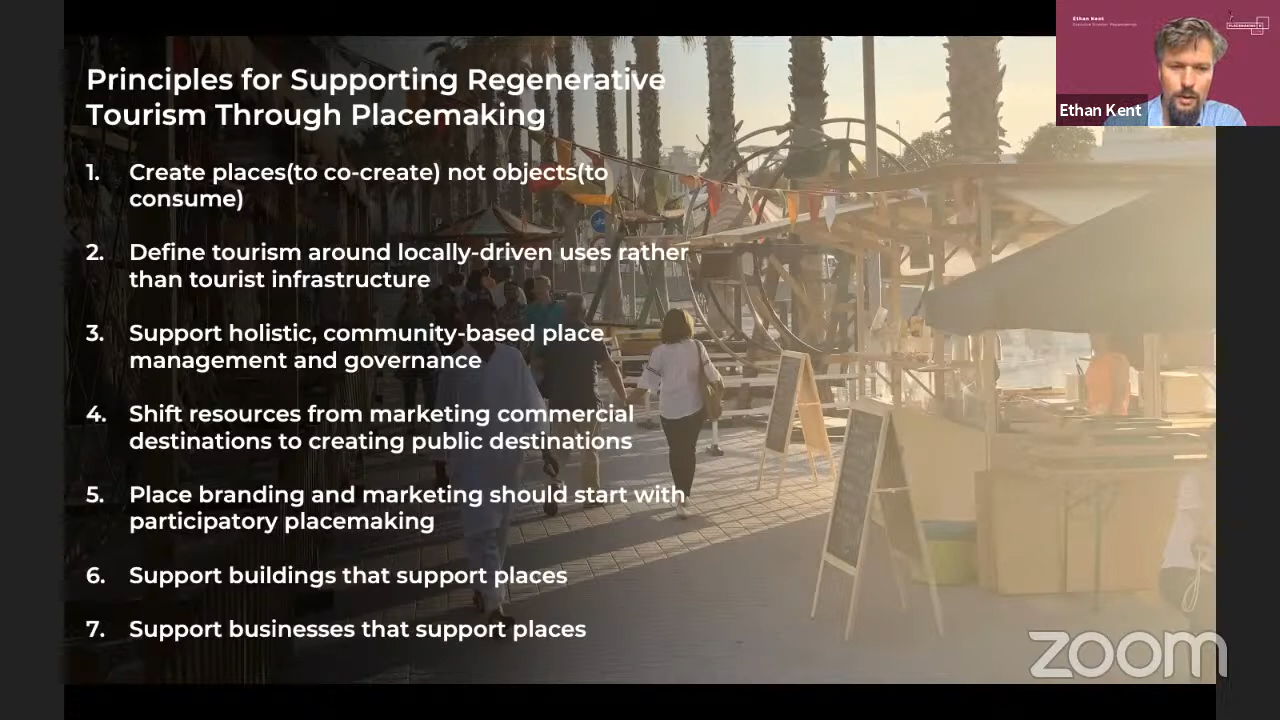 Principles for Supporting Regenerative
Tourism Through Placemaking
1. Create places(to co-create) not objects(to
consume)
2. Define tourism around locally-driven uses rather
than tourist infrastructure
3. Support holistic, community-based place
management and governance
4. Shift resources from marketing commercial
destinations to creating public destinations
5. Place branding and marketing should start with
participatory placemaking
6. Support buildings that support places
7. Support businesses that support places
Ethan Kent
Ethan Kent
zoom